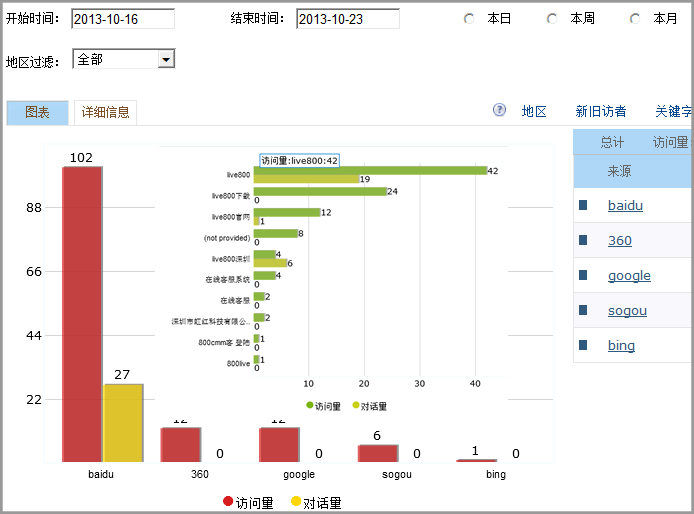 开始时间： 2013-10-16 结束时间： 2013-10-23 本日 本周 本月
地区过滤： 全部
图表 详细信息 ? 地区 新旧访者 关键字
总计 访问量
来源
baidu
360
google
sogou
bing
访问量:live800:42
live800 42
19
live800下载 24
0
live800官网 12
1
(not provided) 8
0
live800深圳 4
6
在线客服系统 4
0
在线客服 2
0
2
0
800cmm客 登陆 1
0
800live 1
0
10 20 30 40
访问量 对话量
88
66
44
22
102
27
12 0
12 0
6 0
1 0
baidu 360 google sogou bing
访问量 对话量